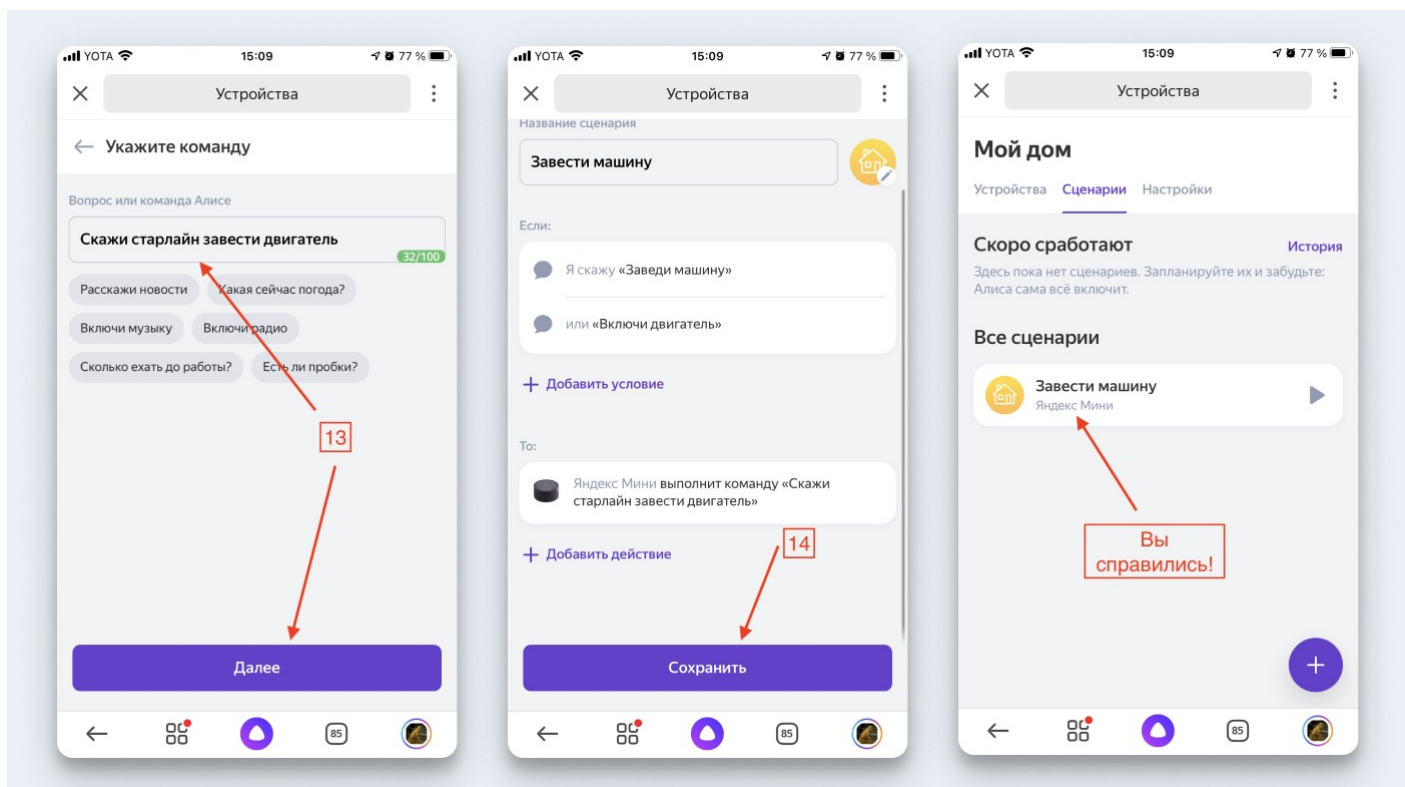 YOTA 15:09 77 %
Устройства
Укажите команду
Вопрос или команда Алисе
Скажи старлайн завести двигатель
32/100
Расскажи новости Какая сейчас погода?
Включи музыку Включи радио
Сколько ехать до работы? Есть ли пробки?
13
Далее
85
YOTA 15:09 77 %
Устройства
Название сценария
Завести машину
Если:
Я скажу «Заведи машину»
или «Включи двигатель»
+ Добавить условие
То:
Яндекс Мини выполнит команду «Скажи
старлайн завести двигатель»
14
+ Добавить действие
Сохранить
85
YOTA 15:09 77 %
Устройства
Мой дом
Устройства Сценарии Настройки
Скоро сработают История
Здесь пока нет сценариев. Запланируйте их и забудьте:
Алиса сама всё включит.
Все сценарии
Завести машину
Яндекс Мини
Вы
справились!
+
85